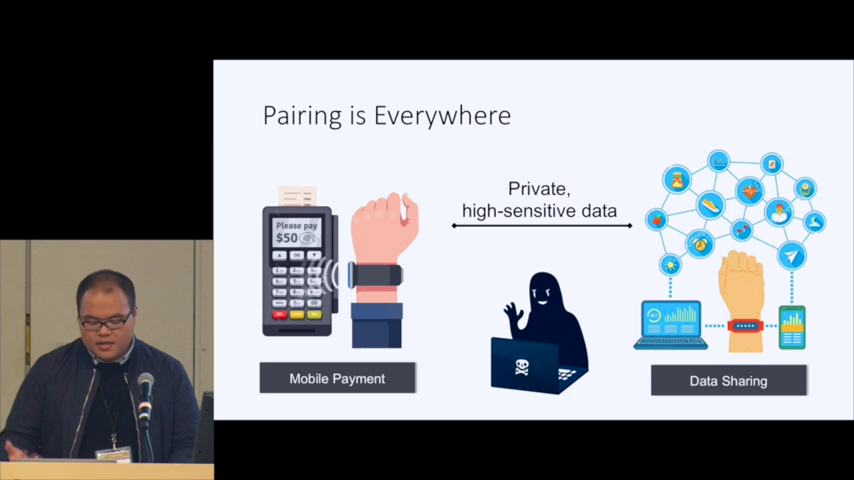 Pairing is Everywhere
Private,
high-sensitive data
Please pay
$50
Mobile Payment
Data Sharing